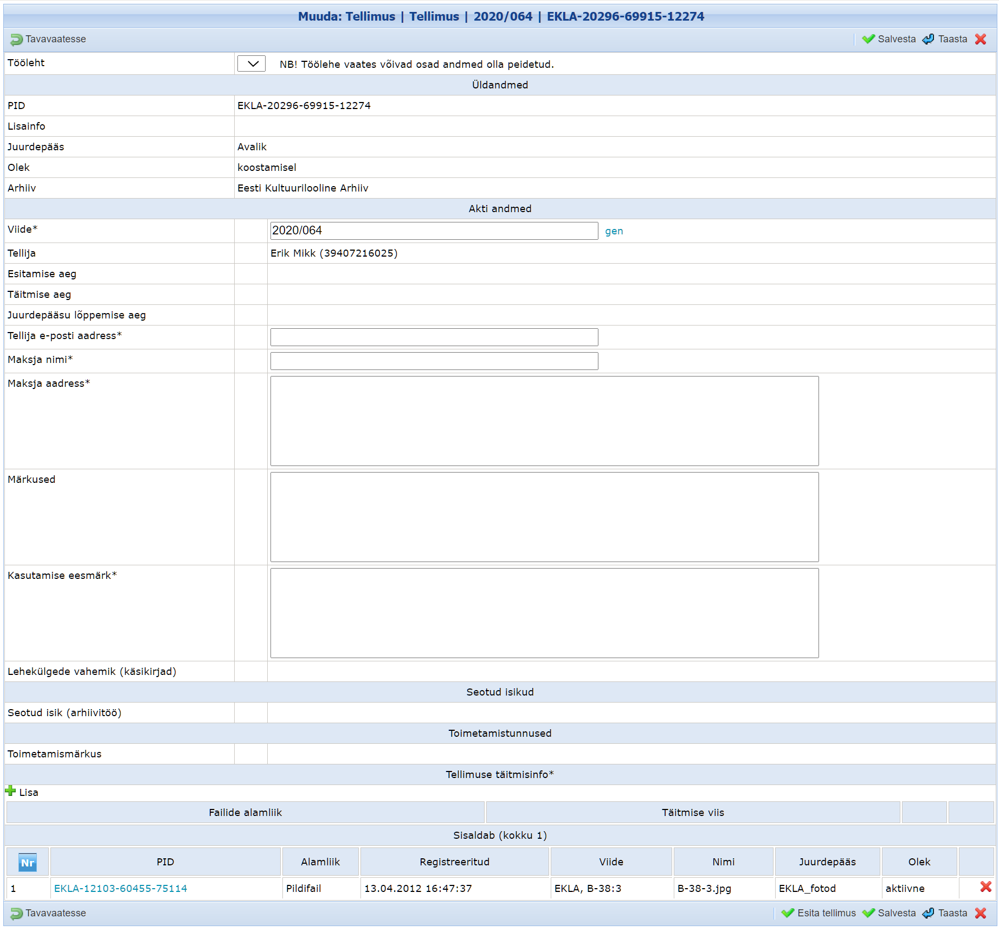 Muuda: Tellimus | Tellimus | 2020/064 | EKLA-20296-69915-12274
Tavavaatesse Salvesta Taasta
Tööleht NB! Töölehe vaates võivad osad andmed olla peidetud.
Üldandmed
PID EKLA-20296-69915-12274
Lisainfo
Juurdepääs Avalik
Olek koostamisel
Arhiiv Eesti Kultuurilooline Arhiiv
Akti andmed
Viide* 2020/064 gen
Tellija Erik Mikk (39407216025)
Esitamise aeg
Täitmise aeg
Juurdepääsu lõppemise aeg
Tellija e-posti aadress*
Maksja nimi*
Maksja aadress*
Märkused
Kasutamise eesmärk*
Lehekülgede vahemik (käsikirjad)
Seotud isikud
Seotud isik (arhiivitöö)
Toimetamistunnused
Toimetamismärkus
Tellimuse täitmisinfo*
Lisa
Failide alamliik Täitmise viis
Sisaldab (kokku 1)
Nr PID Alamliik Registreeritud Viide Nimi Juurdepääs Olek
1 EKLA-12103-60455-75114 Pildifail 13.04.2012 16:47:37 EKLA, B-38:3 B-38-3.jpg EKLA_fotod aktiivne
Tavavaatesse Esita tellimus Salvesta Taasta